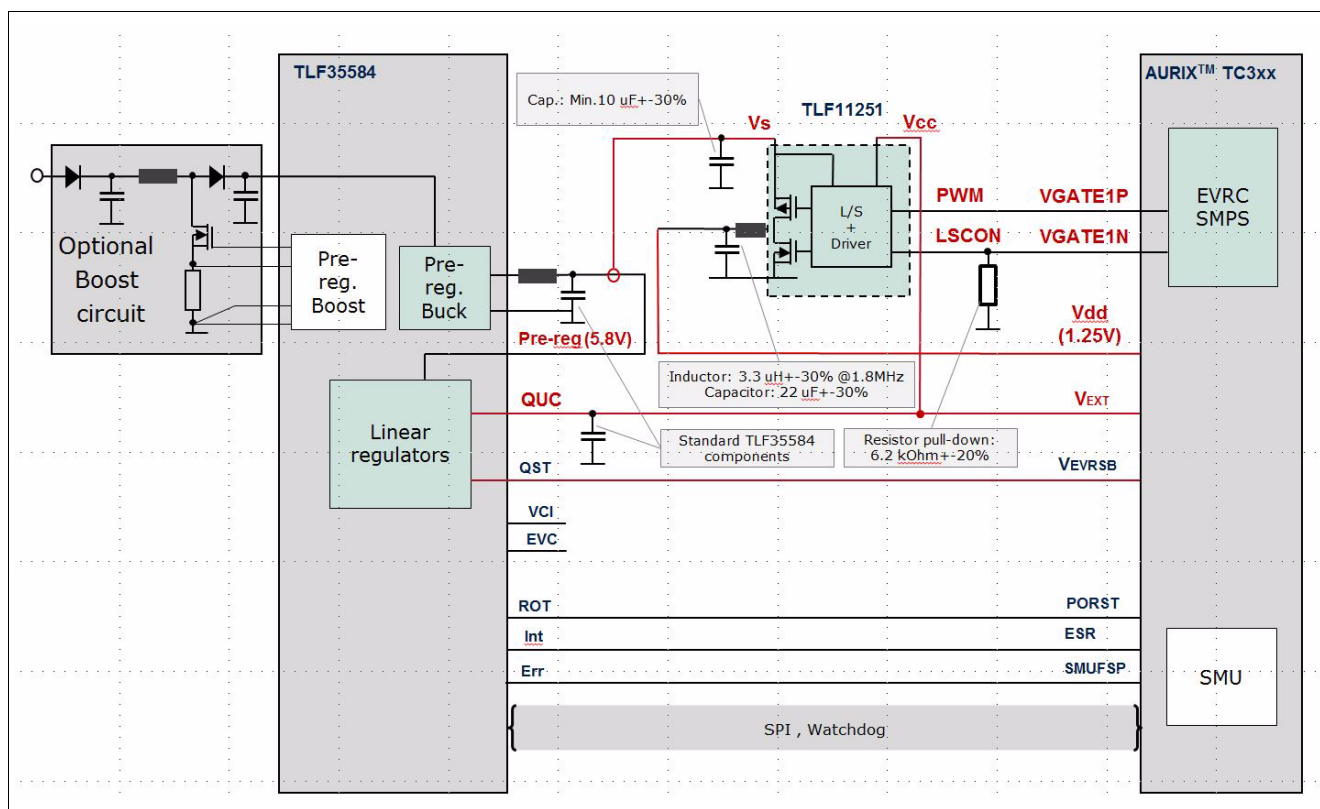 TLF35584
AURIX™ TC3xx
Cap.: Min.10 uF+-30%
TLF11251
Vs
Vcc
PWM
VGATE1P
EVRC
SMPS
L/S
+
Driver
LSCON
VGATE1N
Optional
Boost
circuit
Pre-
reg.
Boost
Pre-
reg.
Buck
Pre-reg (5.8V)
Vdd
(1.25V)
Inductor: 3.3 uH+-30% @1.8MHz
Capacitor: 22 uF+-30%
Linear
regulators
QUC
VEXT
Standard TLF35584
components
Resistor pull-down:
6.2 kOhm+-20%
QST
VEVRSB
VCI
EVC
ROT
PORST
Int
ESR
Err
SMUFSP
SMU
SPI , Watchdog